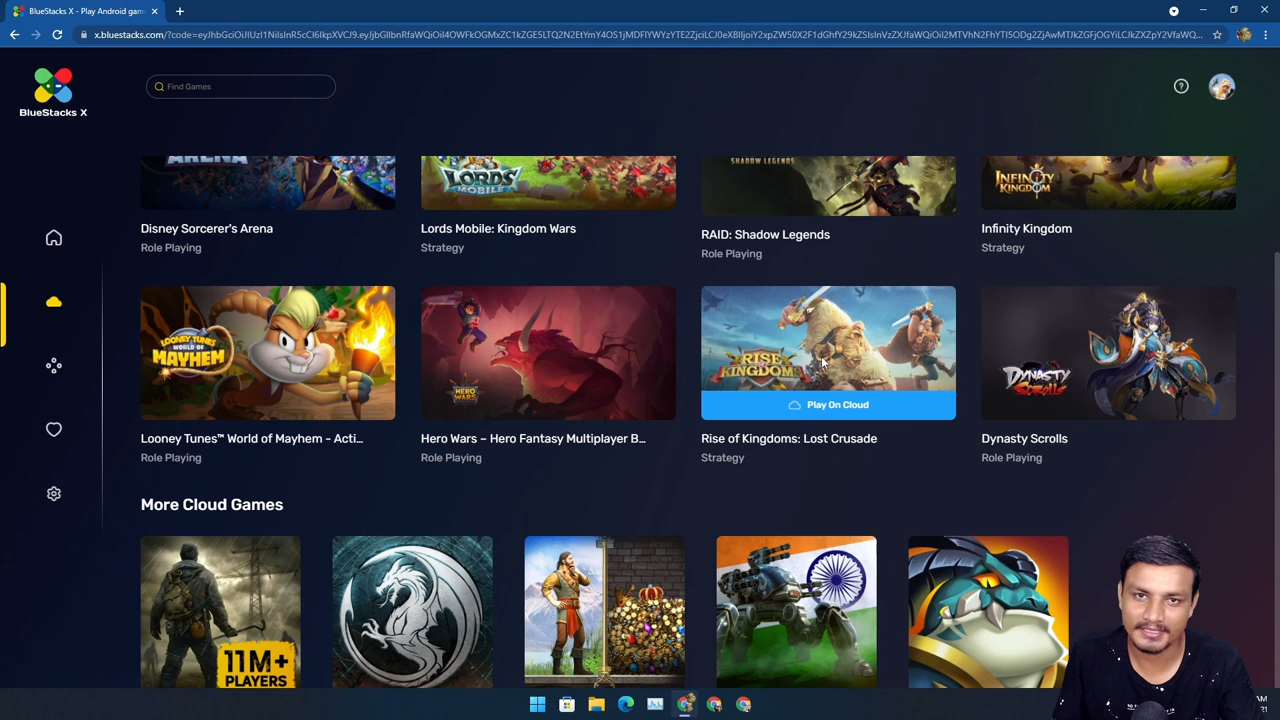 BlueStacks X - Play Android gam
x.bluestacks.com/?code=
BlueStacks X
Find Games
ARENA
LORDS
MOBILE
SHADOW LEGENDS
INFINITY
KINGDOM
Disney Sorcerer's Arena
Role Playing
Lords Mobile: Kingdom Wars
Strategy
RAID: Shadow Legends
Role Playing
Infinity Kingdom
Strategy
LOONEY TUNES
WORLD OF
MAYHEM
HERO
WARS
RISE OF
KINGDOMS
Play On Cloud
DYNASTY
SCROLLS
Looney Tunes™ World of Mayhem - Acti...
Role Playing
Hero Wars – Hero Fantasy Multiplayer B...
Role Playing
Rise of Kingdoms: Lost Crusade
Strategy
Dynasty Scrolls
Role Playing
More Cloud Games
11M+
PLAYERS
AM